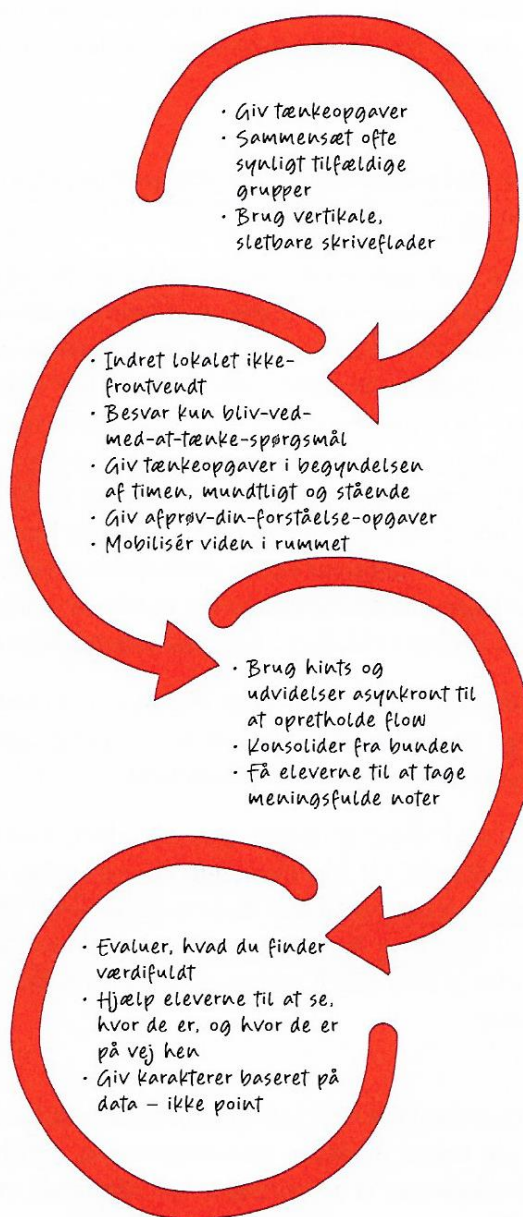 · Giv tænkeopgaver
· Sammensæt ofte
synligt tilfældige
grupper
· Brug vertikale,
sletbare skriveflader
· Indret lokalet ikke-
frontvendt
· Besvar kun bliv-ved-
med-at-tænke-spørgsmål
· Giv tænkeopgaver i begyndelsen
af timen, mundtligt og stående
· Giv afprøv-din-forståelse-opgaver
· Mobilisér viden i rummet
· Brug hints og
udvidelser asynkront til
at opretholde flow
· Konsolider fra bunden
· Få eleverne til at tage
meningsfulde noter
· Evaluer, hvad du finder
værdifuldt
· Hjælp eleverne til at se,
hvor de er, og hvor de er
på vej hen
· Giv karakterer baseret på
data – ikke point